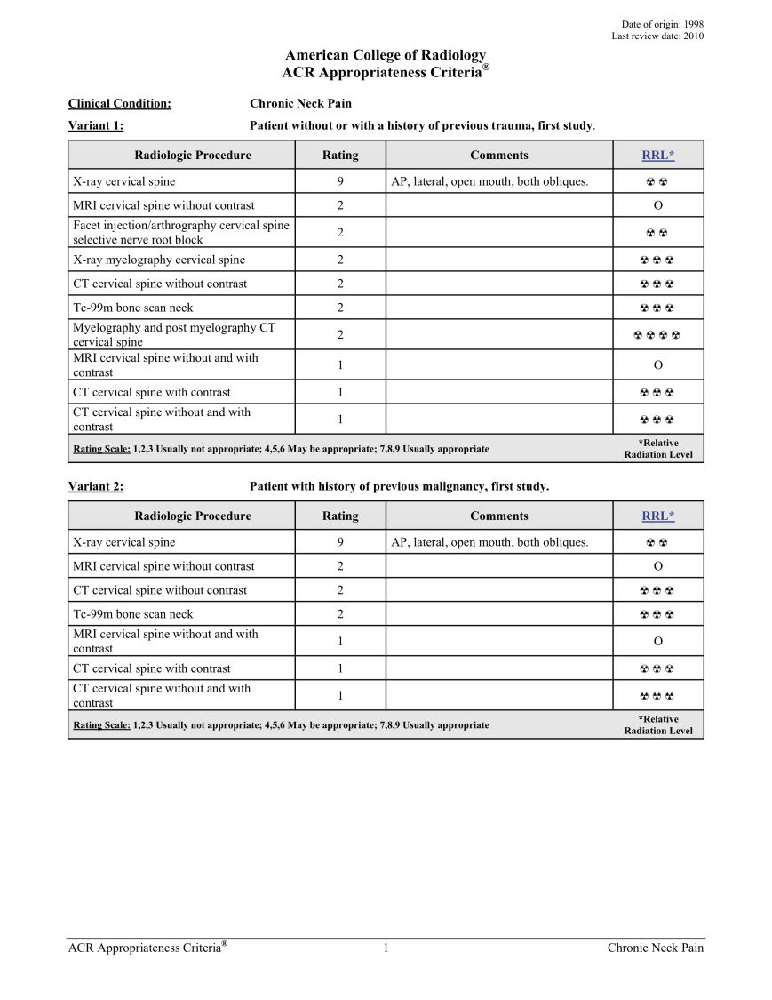 Date of origin: 1998
Last review date: 2010
American College of Radiology
ACR Appropriateness Criteria®
Clinical Condition: Chronic Neck Pain
Variant 1: Patient without or with a history of previous trauma, first study.
Radiologic Procedure Rating Comments RRL*
X-ray cervical spine 9 AP, lateral, open mouth, both obliques. ☢ ☢
MRI cervical spine without contrast 2 O
Facet injection/arthrography cervical spine
selective nerve root block 2 ☢ ☢
X-ray myelography cervical spine 2 ☢ ☢ ☢
CT cervical spine without contrast 2 ☢ ☢ ☢
Tc-99m bone scan neck 2 ☢ ☢ ☢
Myelography and post myelography CT
cervical spine 2 ☢ ☢ ☢ ☢
MRI cervical spine without and with
contrast 1 O
CT cervical spine with contrast 1 ☢ ☢ ☢
CT cervical spine without and with
contrast 1 ☢ ☢ ☢
Rating Scale: 1,2,3 Usually not appropriate; 4,5,6 May be appropriate; 7,8,9 Usually appropriate
*Relative
Radiation Level
Variant 2: Patient with history of previous malignancy, first study.
Radiologic Procedure Rating Comments RRL*
X-ray cervical spine 9 AP, lateral, open mouth, both obliques. ☢ ☢
MRI cervical spine without contrast 2 O
CT cervical spine without contrast 2 ☢ ☢ ☢
Tc-99m bone scan neck 2 ☢ ☢ ☢
MRI cervical spine without and with
contrast 1 O
CT cervical spine with contrast 1 ☢ ☢ ☢
CT cervical spine without and with
contrast 1 ☢ ☢ ☢
Rating Scale: 1,2,3 Usually not appropriate; 4,5,6 May be appropriate; 7,8,9 Usually appropriate
*Relative
Radiation Level
ACR Appropriateness Criteria® 1 Chronic Neck Pain